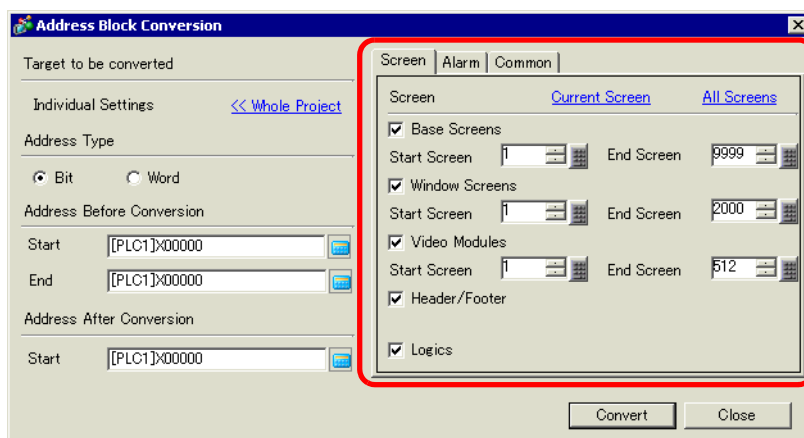 Address Block Conversion
Target to be converted
Individual Settings << Whole Project
Address Type
Bit Word
Address Before Conversion
Start [PLC1]X00000
End [PLC1]X00000
Address After Conversion
Start [PLC1]X00000
Screen Alarm Common
Screen Current Screen All Screens
Base Screens
Start Screen 1 End Screen 9999
Window Screens
Start Screen 1 End Screen 2000
Video Modules
Start Screen 1 End Screen 512
Header/Footer
Logics
Convert Close